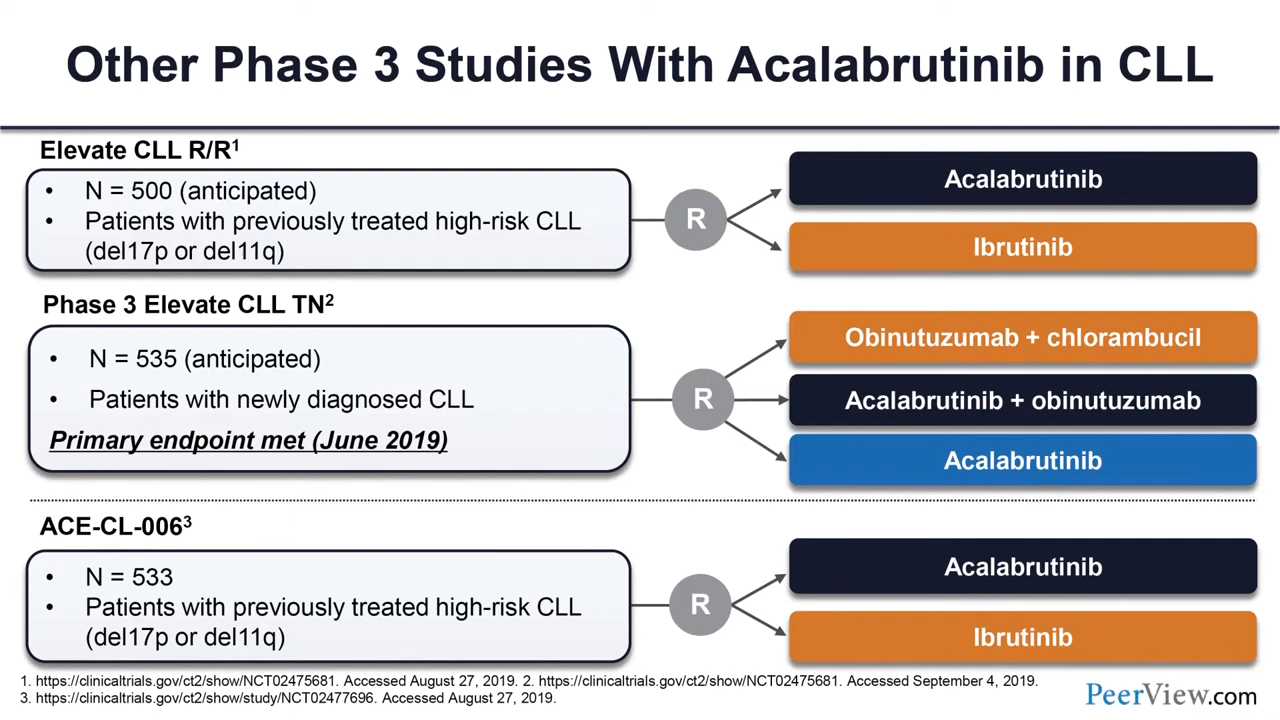 Other Phase 3 Studies With Acalabrutinib in CLL
Elevate CLL R/R¹
• N = 500 (anticipated)
• Patients with previously treated high-risk CLL
(del17p or del11q)
R
Acalabrutinib
Ibrutinib
Phase 3 Elevate CLL TN²
• N = 535 (anticipated)
• Patients with newly diagnosed CLL
Primary endpoint met (June 2019)
R
Obinutuzumab + chlorambucil
Acalabrutinib + obinutuzumab
Acalabrutinib
ACE-CL-006³
• N = 533
• Patients with previously treated high-risk CLL
(del17p or del11q)
R
Acalabrutinib
Ibrutinib
1. https://clinicaltrials.gov/ct2/show/NCT02475681. Accessed August 27, 2019. 2. https://clinicaltrials.gov/ct2/show/NCT02475681. Accessed September 4, 2019.
3. https://clinicaltrials.gov/ct2/show/study/NCT02477696. Accessed August 27, 2019.
PeerView.com